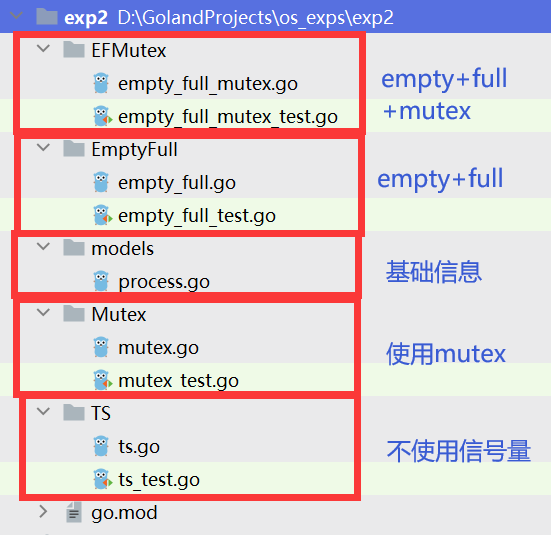 exp2 D:\GolandProjects\os_exps\exp2
EFMutex
empty_full_mutex.go
empty_full_mutex_test.go
empty+full
+mutex
EmptyFull
empty_full.go
empty_full_test.go
empty+full
models
process.go
基础信息
Mutex
mutex.go
mutex_test.go
使用mutex
TS
ts.go
ts_test.go
不使用信号量
go.mod